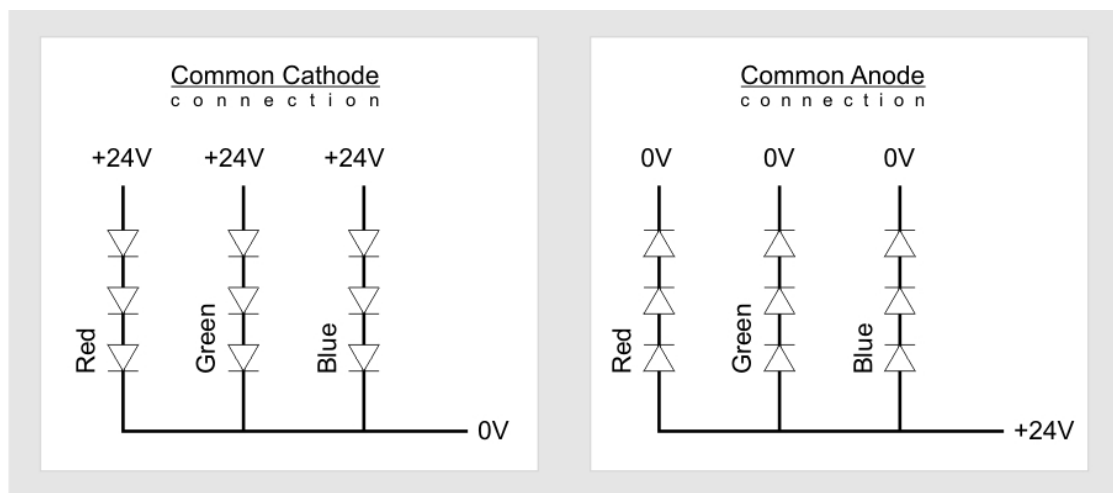 Common Cathode
connection
+24V +24V +24V
Red Green Blue
0V
Common Anode
connection
0V 0V 0V
Red Green Blue
+24V